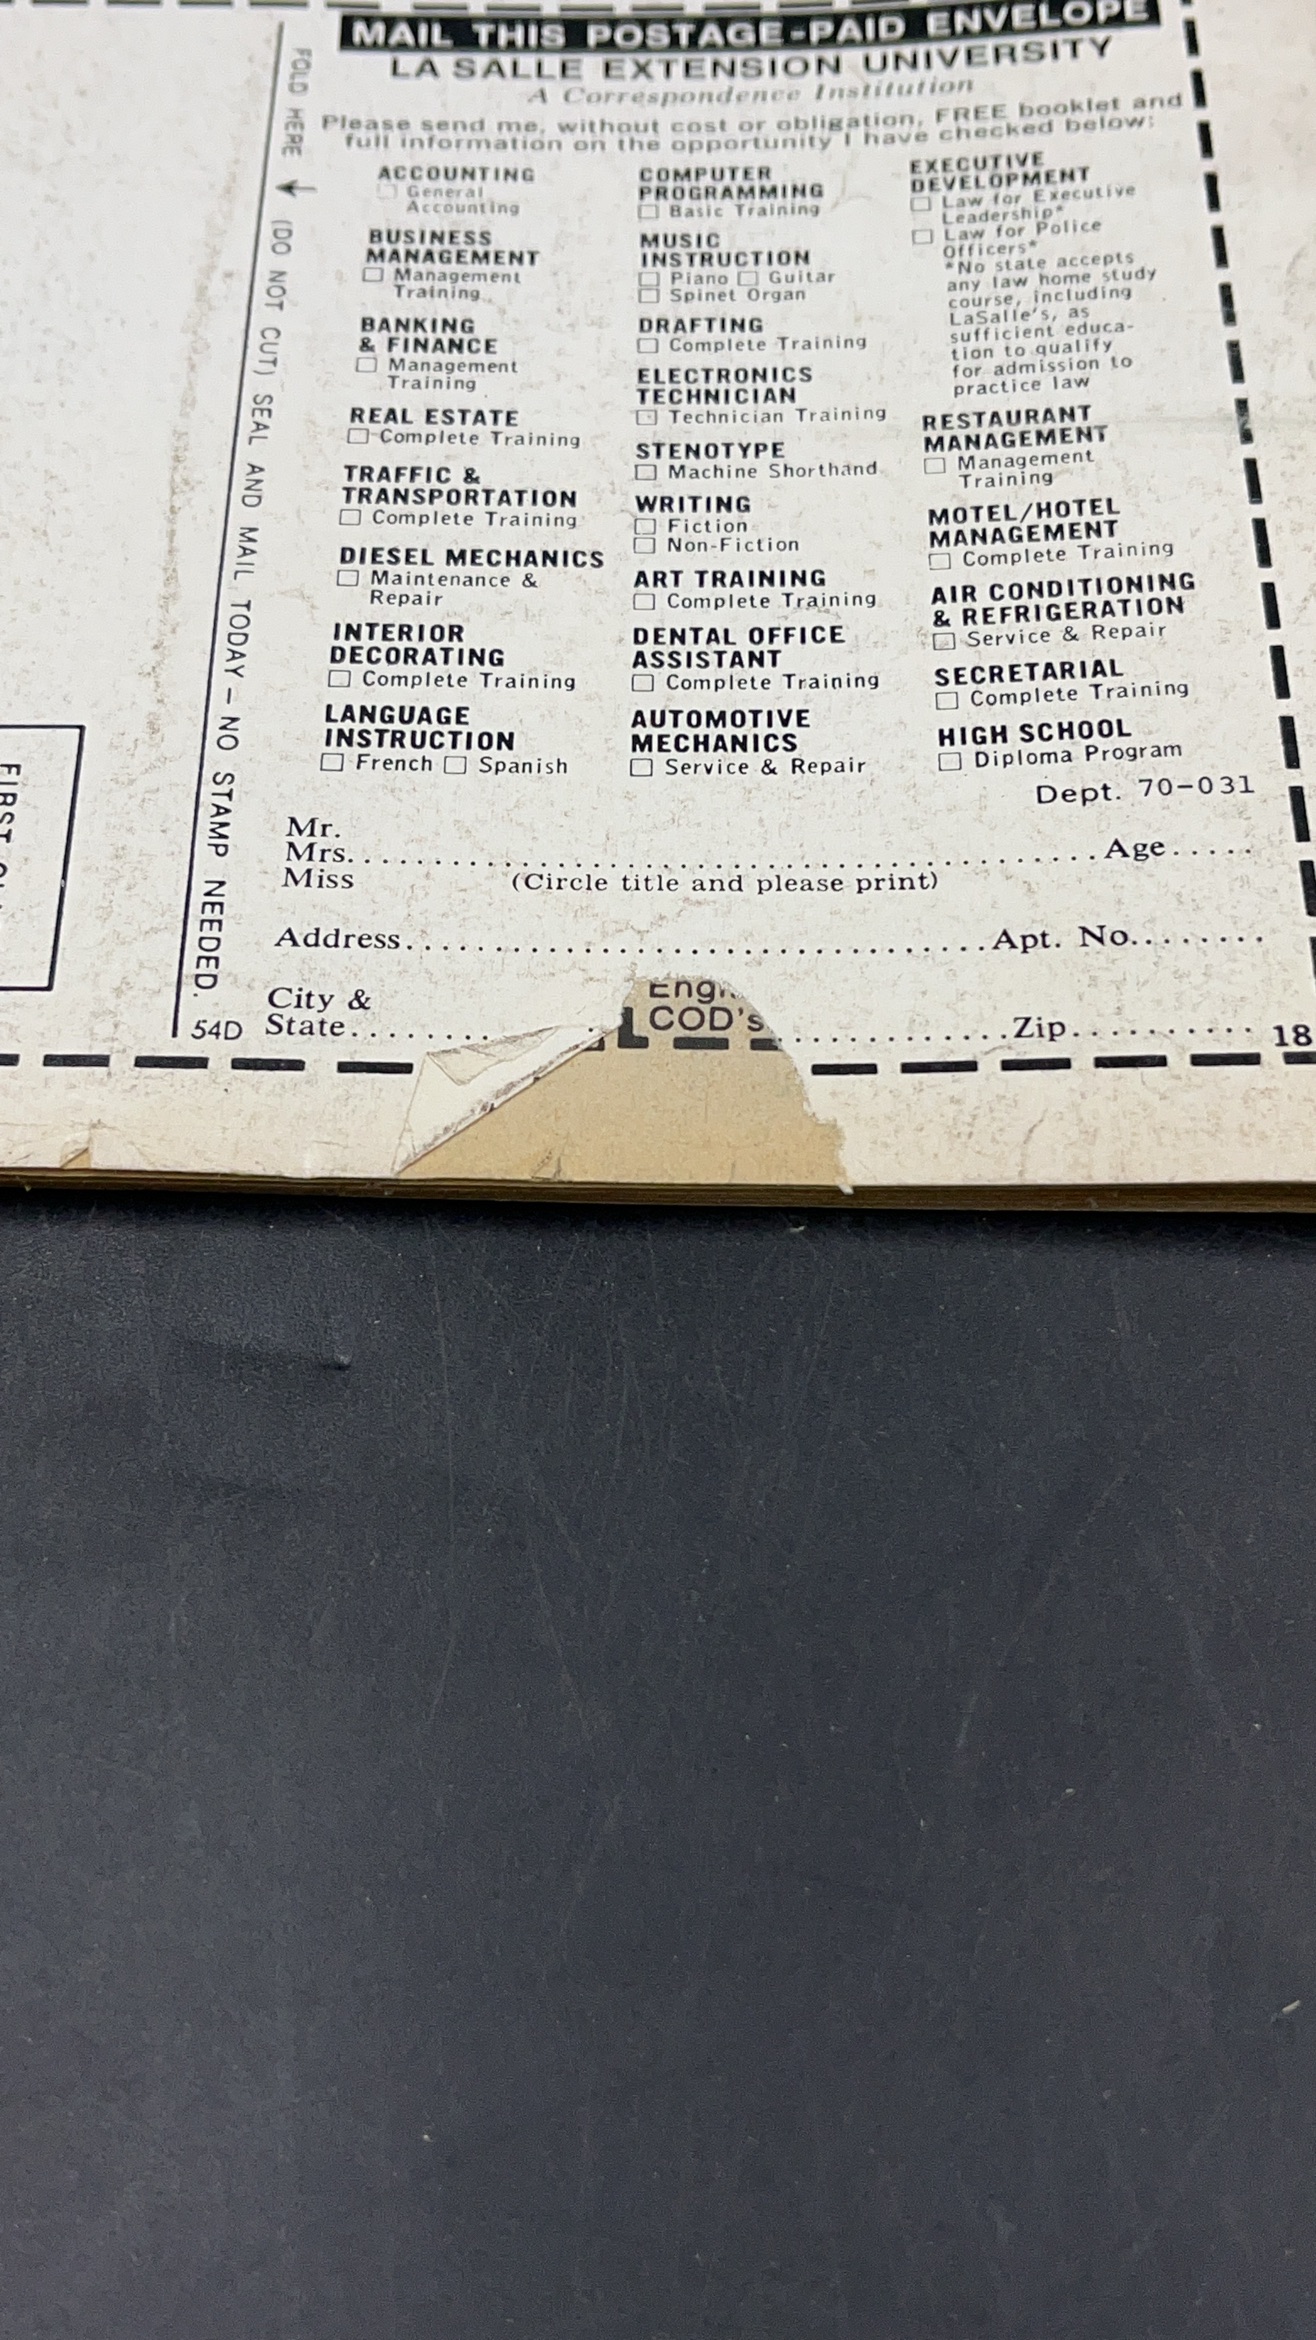 MAIL THIS POSTAGE-PAID ENVELOPE
LA SALLE EXTENSION UNIVERSITY
A Correspondence Institution
Please send me, without cost or obligation, FREE booklet and
full information on the opportunity I have checked below:
ACCOUNTING
General
Accounting
BUSINESS
MANAGEMENT
Management
Training
BANKING
& FINANCE
Management
Training
REAL ESTATE
Complete Training
TRAFFIC &
TRANSPORTATION
Complete Training
DIESEL MECHANICS
Maintenance &
Repair
INTERIOR
DECORATING
Complete Training
LANGUAGE
INSTRUCTION
French Spanish
COMPUTER
PROGRAMMING
Basic Training
MUSIC
INSTRUCTION
Piano Guitar
Spinet Organ
DRAFTING
Complete Training
ELECTRONICS
TECHNICIAN
Technician Training
STENOTYPE
Machine Shorthand
WRITING
Fiction
Non-Fiction
ART TRAINING
Complete Training
DENTAL OFFICE
ASSISTANT
Complete Training
AUTOMOTIVE
MECHANICS
Service & Repair
EXECUTIVE
DEVELOPMENT
Law for Executive
Leadership*
Law for Police
Officers*
*No state accepts
any law home study
course, including
LaSalle's, as
sufficient educa-
tion to qualify
for admission to
practice law
RESTAURANT
MANAGEMENT
Management
Training
MOTEL/HOTEL
MANAGEMENT
Complete Training
AIR CONDITIONING
& REFRIGERATION
Service & Repair
SECRETARIAL
Complete Training
HIGH SCHOOL
Diploma Program
Dept. 70-031
Mr.
Mrs. Age
Miss (Circle title and please print)
Address Apt. No.
City &
State Zip
54D
18
COD's
FOLD HERE (DO NOT CUT) SEAL AND MAIL TODAY – NO STAMP NEEDED.
FIRST